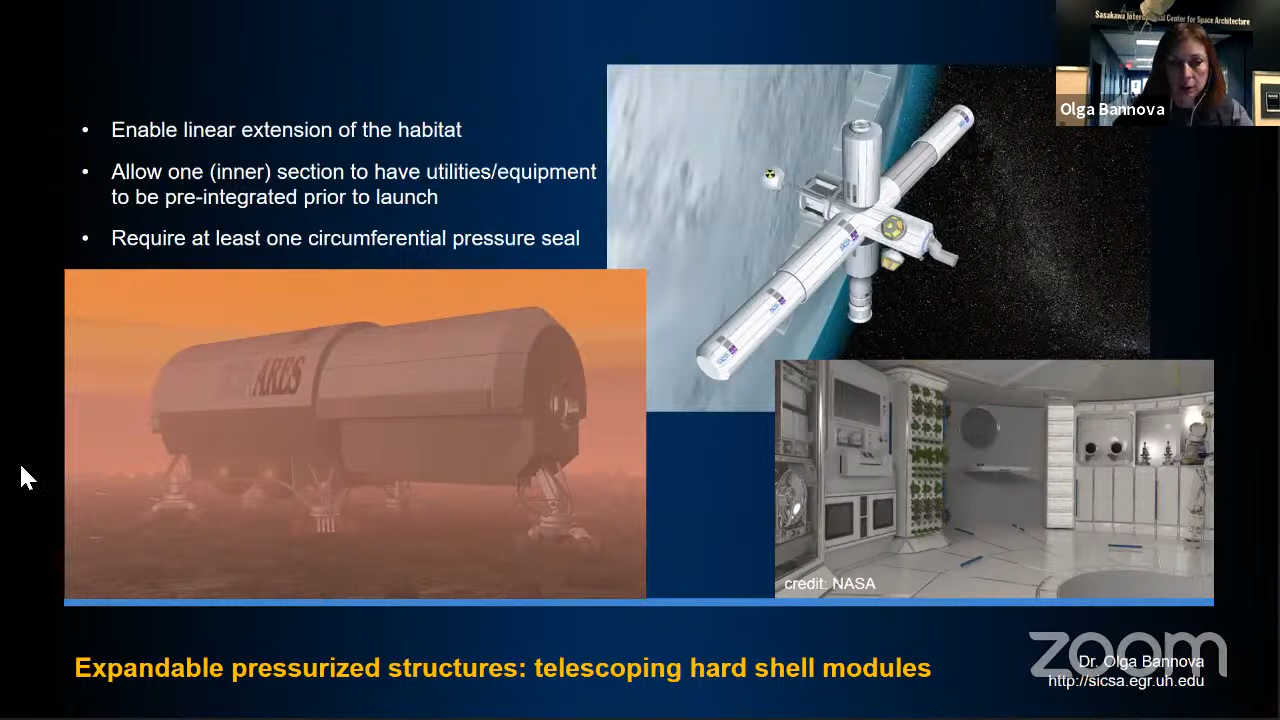 Sasakawa International Center for Space Architecture
Olga Bannova
• Enable linear extension of the habitat
• Allow one (inner) section to have utilities/equipment
to be pre-integrated prior to launch
• Require at least one circumferential pressure seal
ARES
credit: NASA
Expandable pressurized structures: telescoping hard shell modules
zoom
Dr. Olga Bannova
http://sicsa.egr.uh.edu